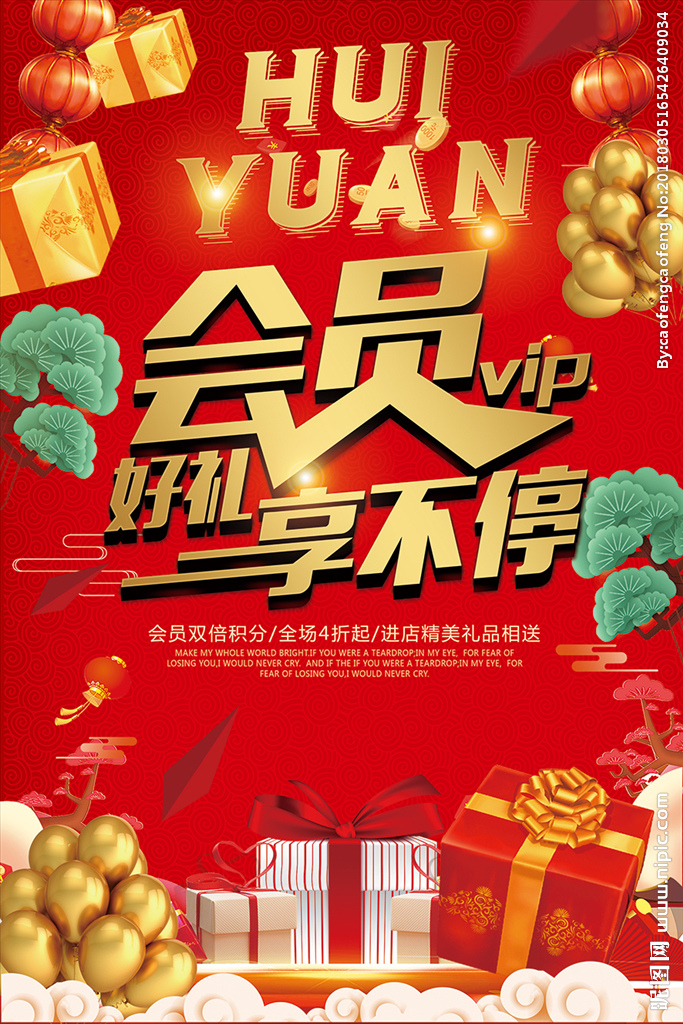 HUI
YUAN
会员vip
好礼享不停
会员双倍积分/全场4折起/进店精美礼品相送
MAKE MY WHOLE WORLD BRIGHT.IF YOU WERE A TEARDROP;IN MY EYE, FOR FEAR OF
LOSING YOU,I WOULD NEVER CRY. AND IF THE IF YOU WERE A TEARDROP;IN MY EYE, FOR
FEAR OF LOSING YOU,I WOULD NEVER CRY.
By:caofengcaofeng No:20180305165426409034
昵图网 www.nipic.com